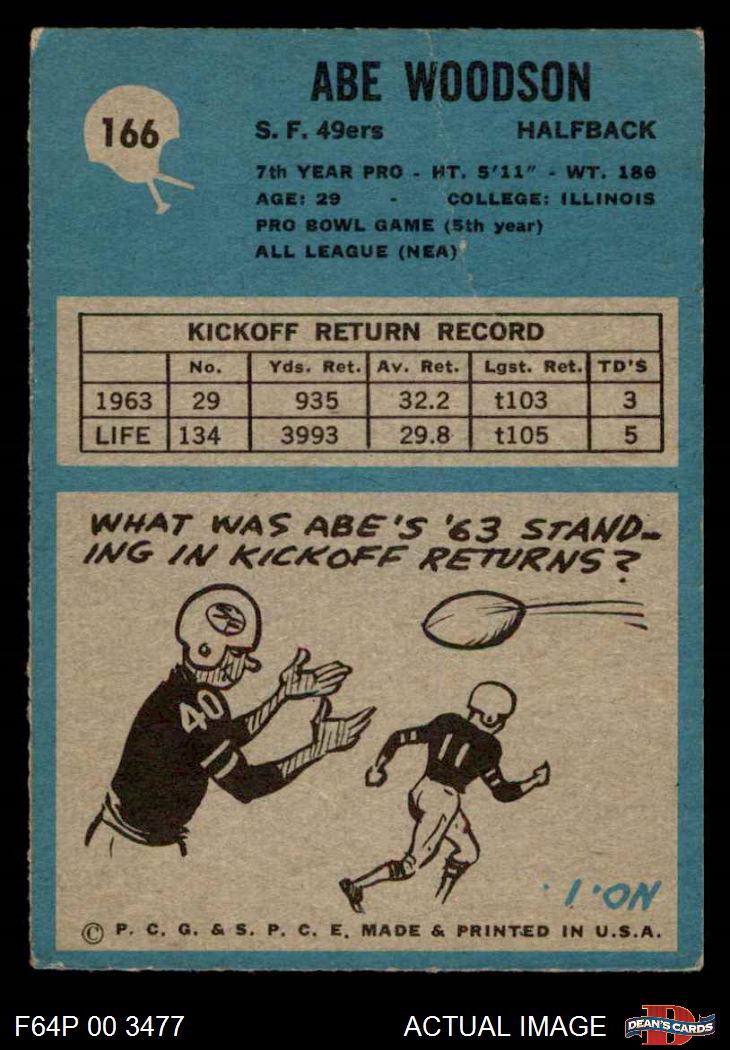 ABE WOODSON
166
S. F. 49ers HALFBACK
7th YEAR PRO - HT. 5'11" - WT. 186
AGE: 29 - COLLEGE: ILLINOIS
PRO BOWL GAME (5th year)
ALL LEAGUE (NEA)
KICKOFF RETURN RECORD
No. Yds. Ret. Av. Ret. Lgst. Ret. TD'S
1963 29 935 32.2 t103 3
LIFE 134 3993 29.8 t105 5
WHAT WAS ABE'S '63 STAND-
ING IN KICKOFF RETURNS?
SF
40
11
NO. 1.
© P. C. G. & S. P. C. E. MADE & PRINTED IN U.S.A.
F64P 00 3477 ACTUAL IMAGE
D
DEAN'S CARDS